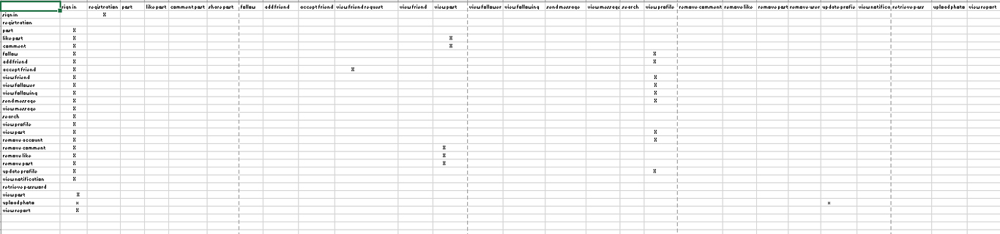 sign in registration post like post comment post share post follow add friend accept friend view friend request view friend view post view follower view following send message view message search view profile remove comment remove like remove post remove user update profie view notifica retrieve pass upload photo view report
sign in X
registration
post X
like post X X
comment X X
follow X X
add friend X X
accept friend X X
view friend X X
view follower X X
view following X X
send message X X
view message X
search X
view profile X
view post X X
remove account X X
remove comment X X
remove like X X
remove post X X
update profile X X
view notification X
retrieve password
view post X
upload photo x x
view report X